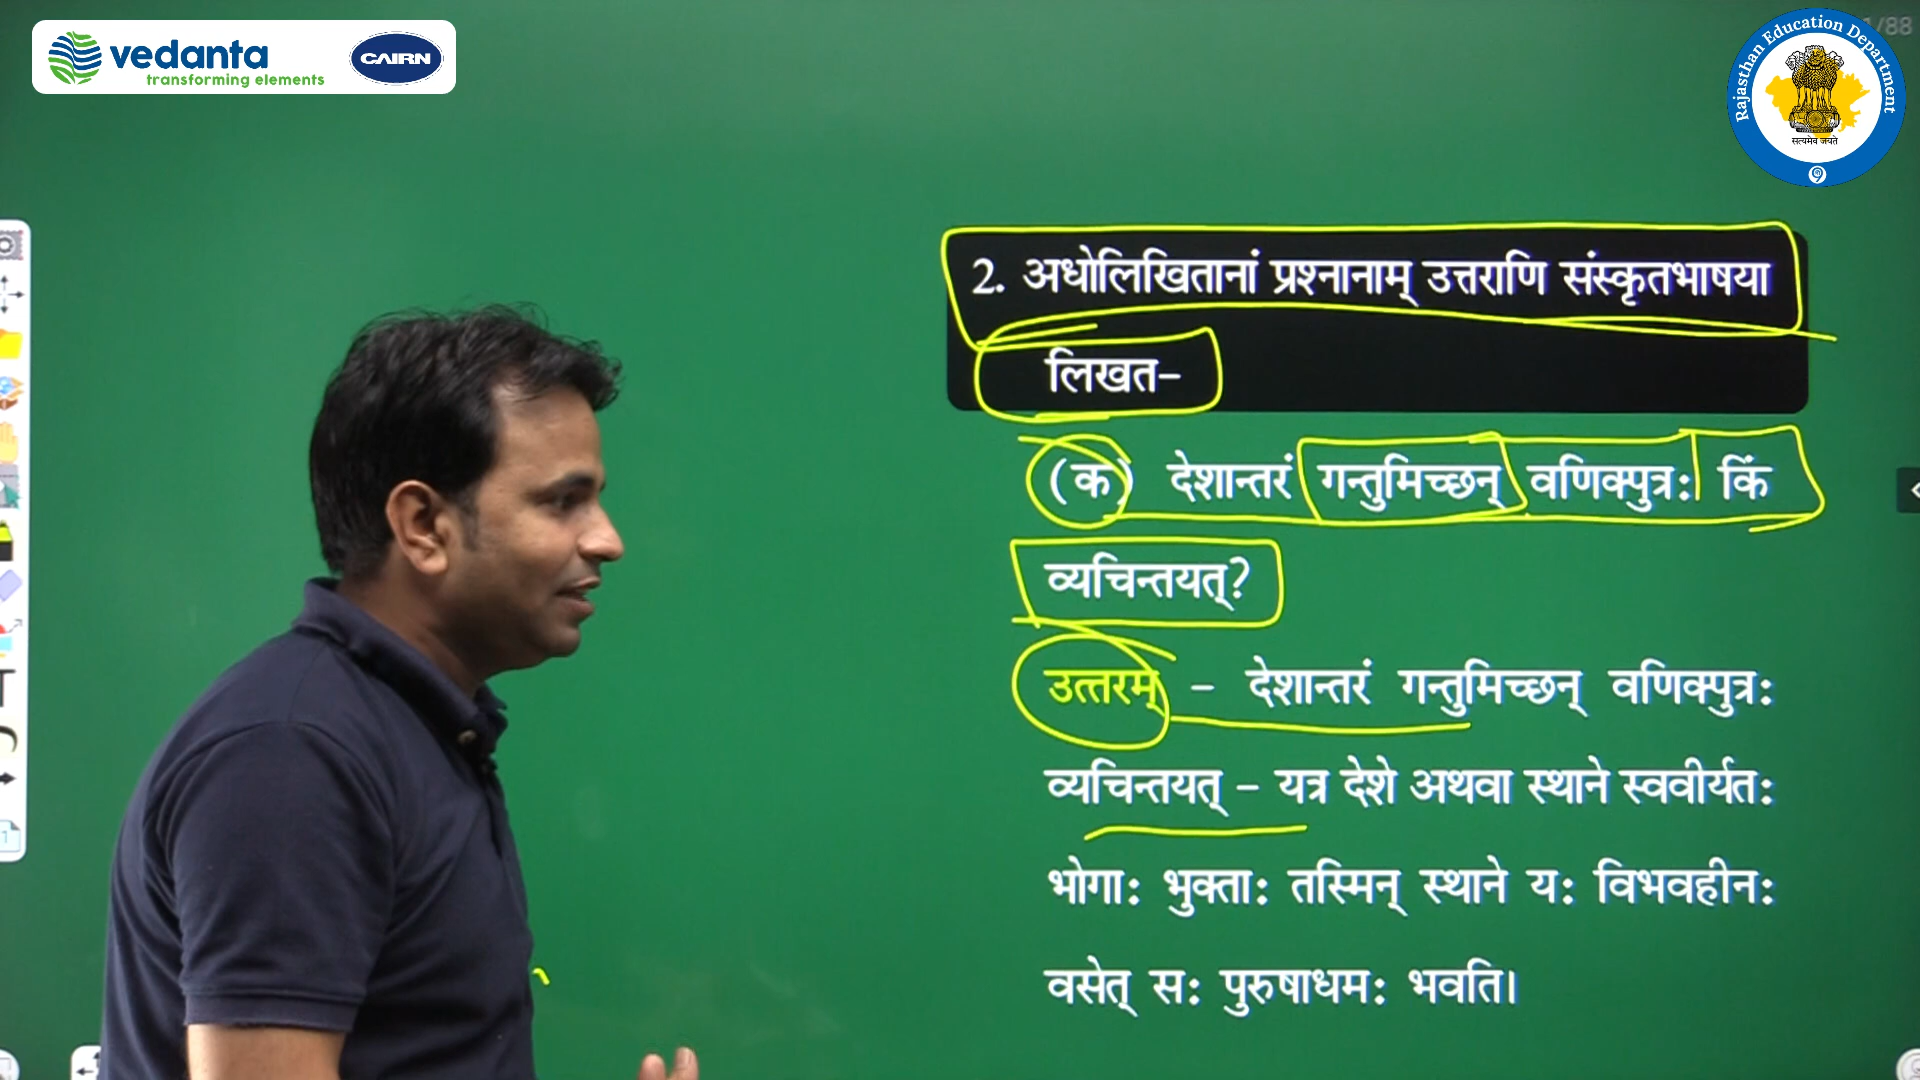 vedanta
transforming elements
CAIRN
Rajasthan Education Department
सत्यमेव जयते
/88
2. अधोलिखितानां प्रश्नानाम् उत्तराणि संस्कृतभाषया
लिखत–
(क) देशान्तरं गन्तुमिच्छन् वणिक्पुत्रः किं
व्यचिन्तयत्?
उत्तरम् – देशान्तरं गन्तुमिच्छन् वणिक्पुत्रः
व्यचिन्तयत् – यत्र देशे अथवा स्थाने स्ववीर्यतः
भोगाः भुक्ताः तस्मिन् स्थाने यः विभवहीनः
वसेत् सः पुरुषाधमः भवति।